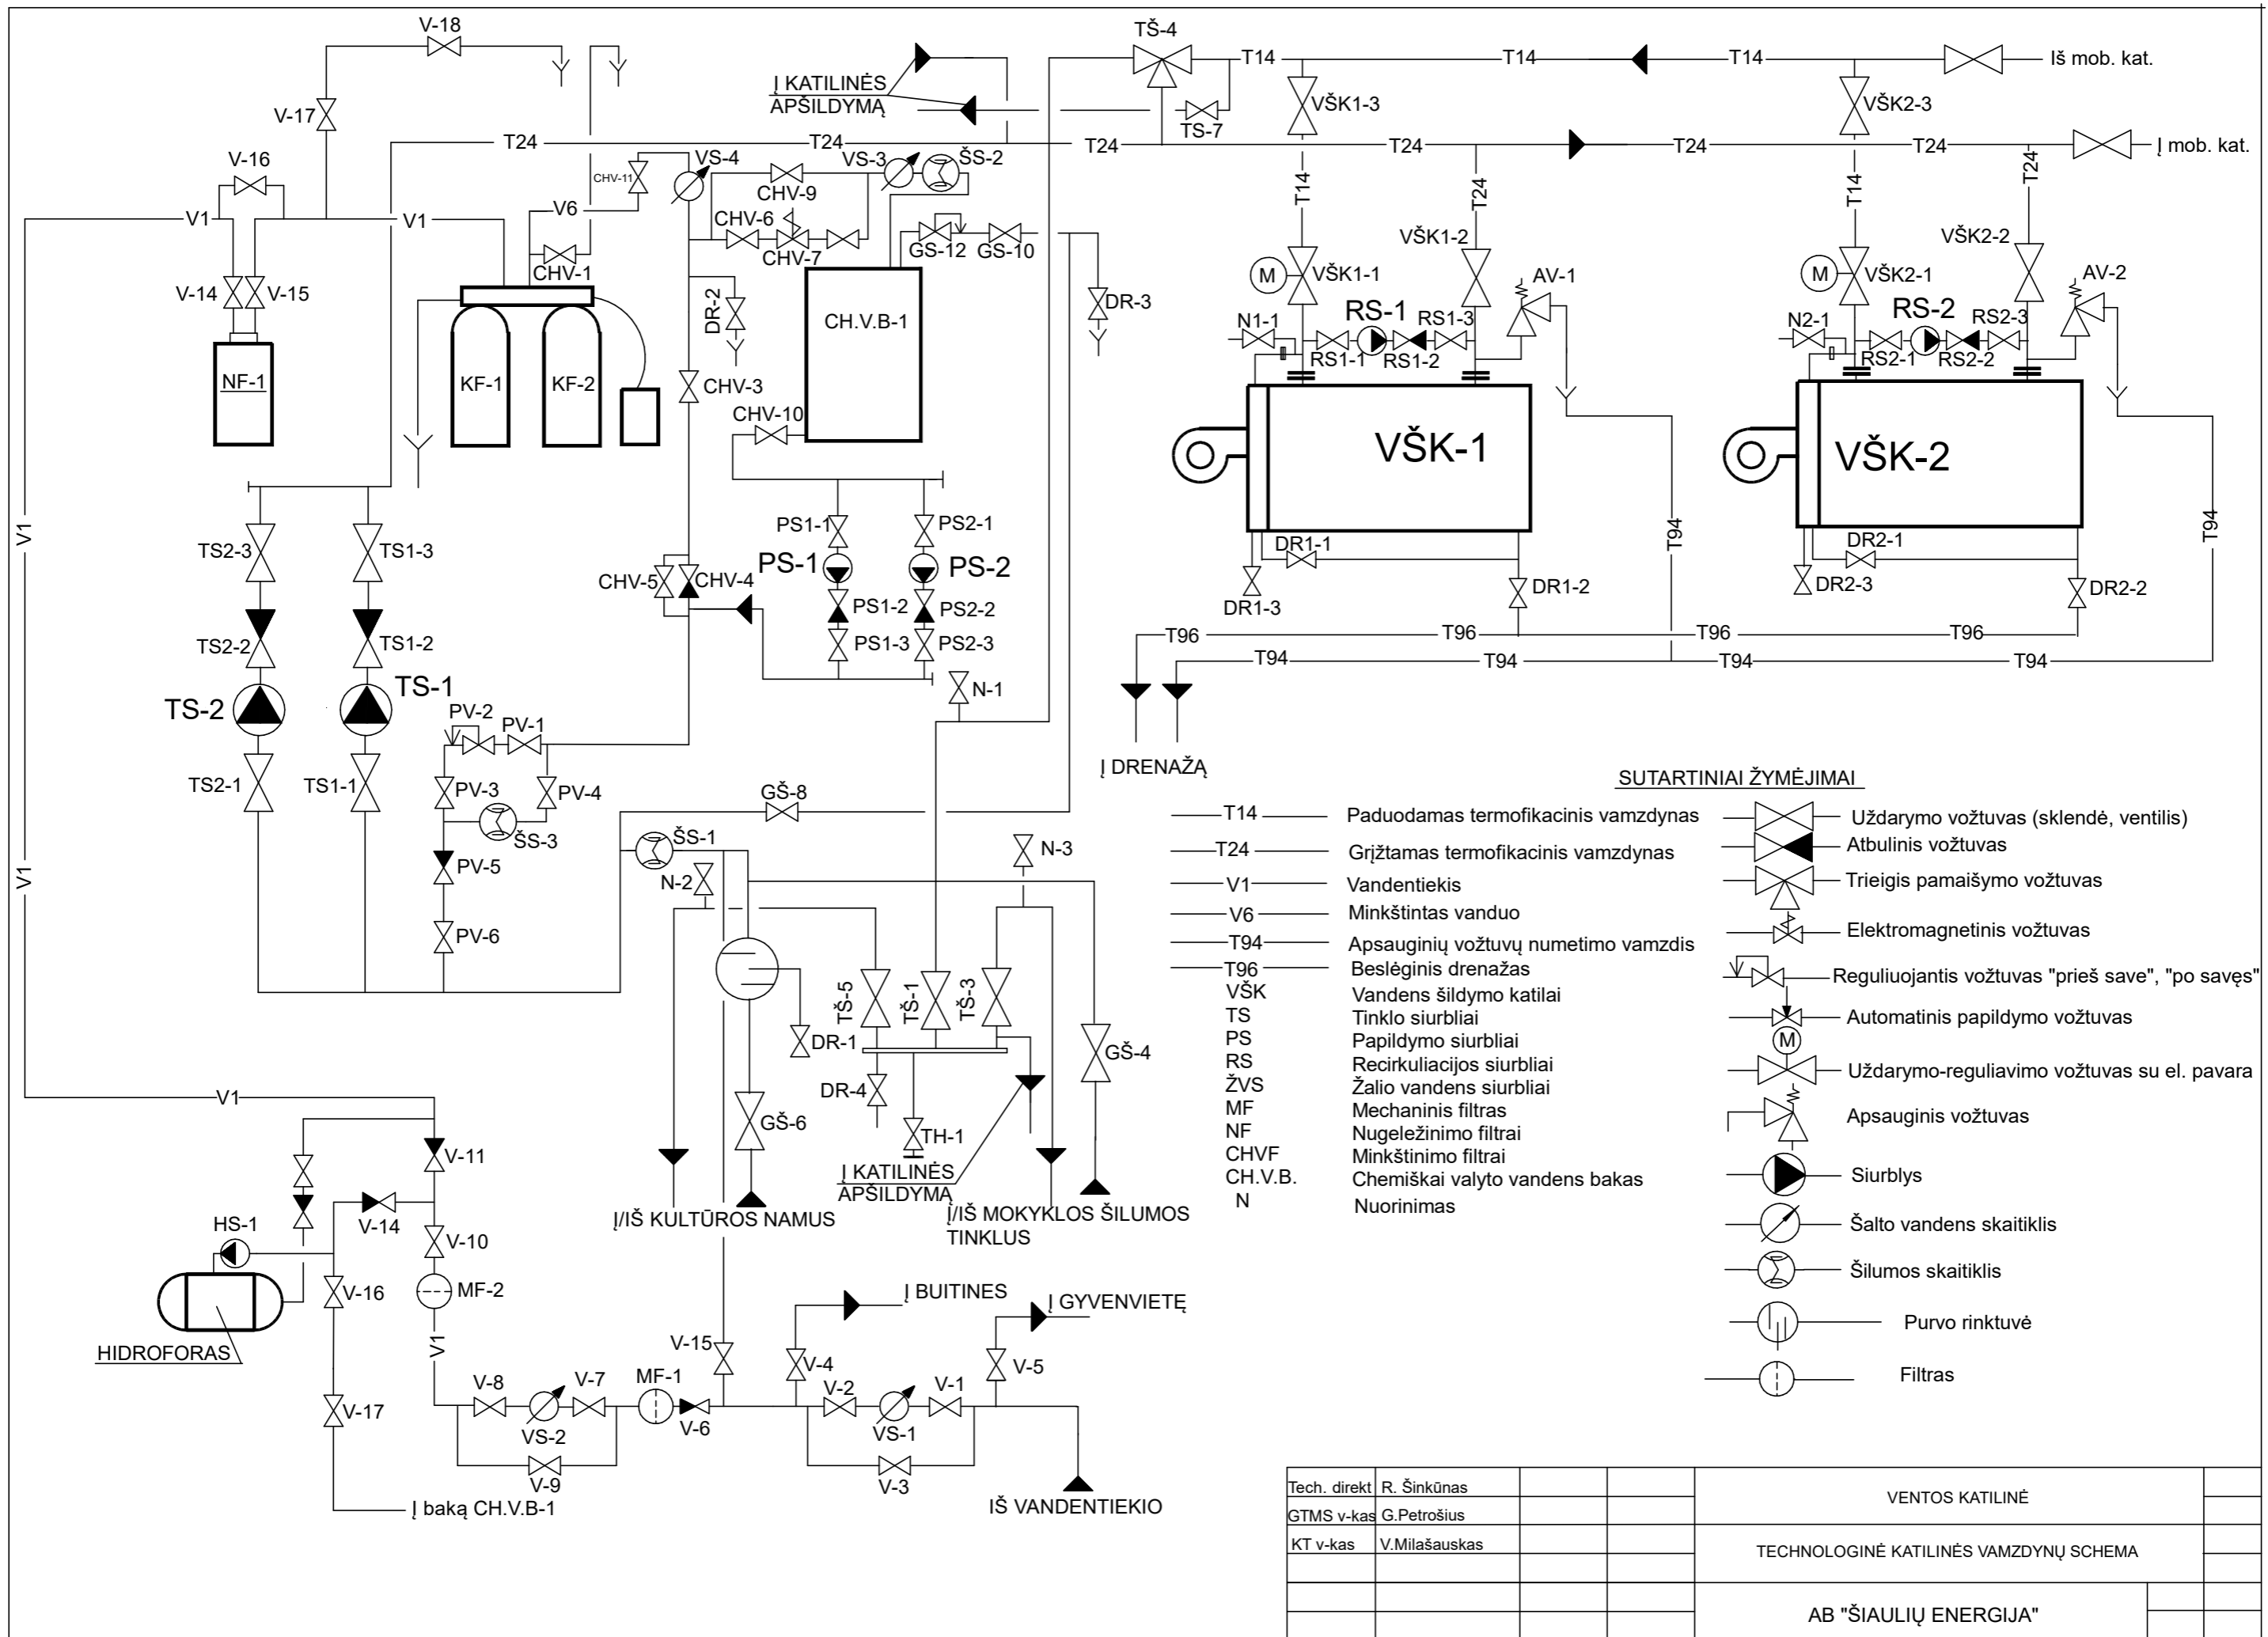 V-18
TŠ-4
T14
T14
T14
Iš mob. kat.
V-17
Į KATILINĖS
APŠILDYMĄ
TS-7
VŠK1-3
VŠK2-3
T24
T24
T24
T24
T24
T24
Į mob. kat.
V-16
CHV-11
VS-4
VS-3
ŠS-2
CHV-9
T14
T24
T14
T24
V1
V1
V6
CHV-6
CHV-1
CHV-7
GS-12
GS-10
VŠK1-2
VŠK2-2
V-14
V-15
DR-2
DR-3
M
VŠK1-1
AV-1
M
VŠK2-1
AV-2
CH.V.B-1
N1-1
RS-1
RS1-3
RS1-1
RS1-2
N2-1
RS-2
RS2-3
RS2-1
RS2-2
NF-1
KF-1
KF-2
CHV-3
CHV-10
VŠK-1
VŠK-2
V1
TS2-3
TS1-3
PS1-1
PS2-1
T94
T94
PS-1
PS-2
CHV-5
CHV-4
DR1-1
DR2-1
DR1-3
DR1-2
DR2-3
DR2-2
TS2-2
TS1-2
PS1-2
PS2-2
PS1-3
PS2-3
T96
T96
T96
T96
T94
T94
T94
T94
TS-2
TS-1
N-1
PV-2
PV-1
Į DRENAŽĄ
TS2-1
TS1-1
PV-3
PV-4
ŠS-3
GŠ-8
SUTARTINIAI ŽYMĖJIMAI
T14 Paduodamas termofikacinis vamzdynas
Uždarymo vožtuvas (sklendė, ventilis)
T24 Grįžtamas termofikacinis vamzdynas
Atbulinis vožtuvas
V1 Vandentiekis
Trieigis pamaišymo vožtuvas
V6 Minkštintas vanduo
Elektromagnetinis vožtuvas
T94 Apsauginių vožtuvų numetimo vamzdis
T96 Beslėginis drenažas
Reguliuojantis vožtuvas "prieš save", "po savęs"
VŠK Vandens šildymo katilai
TS Tinklo siurbliai
Automatinis papildymo vožtuvas
PS Papildymo siurbliai
M
RS Recirkuliacijos siurbliai
Uždarymo-reguliavimo vožtuvas su el. pavara
ŽVS Žalio vandens siurbliai
MF Mechaninis filtras
Apsauginis vožtuvas
NF Nugeležinimo filtrai
CHVF Minkštinimo filtrai
CH.V.B. Chemiškai valyto vandens bakas
Siurblys
N Nuorinimas
Šalto vandens skaitiklis
Šilumos skaitiklis
Purvo rinktuvė
Filtras
V1
PV-5
PV-6
ŠS-1
N-2
N-3
TŠ-5
TŠ-1
TŠ-3
DR-1
GŠ-4
DR-4
GŠ-6
TH-1
Į KATILINĖS
APŠILDYMĄ
Į/IŠ KULTŪROS NAMUS
Į/IŠ MOKYKLOS ŠILUMOS
TINKLUS
V1
V-11
V-14
HS-1
V-10
V-16
MF-2
HIDROFORAS
V1
V-17
Į BUITINES
Į GYVENVIETĘ
V-15
V-4
V-5
V-8
V-7
MF-1
V-2
V-1
VS-2
V-6
VS-1
V-9
V-3
Į baką CH.V.B-1
IŠ VANDENTIEKIO
Tech. direkt R. Šinkūnas
VENTOS KATILINĖ
GTMS v-kas G.Petrošius
KT v-kas V.Milašauskas
TECHNOLOGINĖ KATILINĖS VAMZDYNŲ SCHEMA
AB "ŠIAULIŲ ENERGIJA"